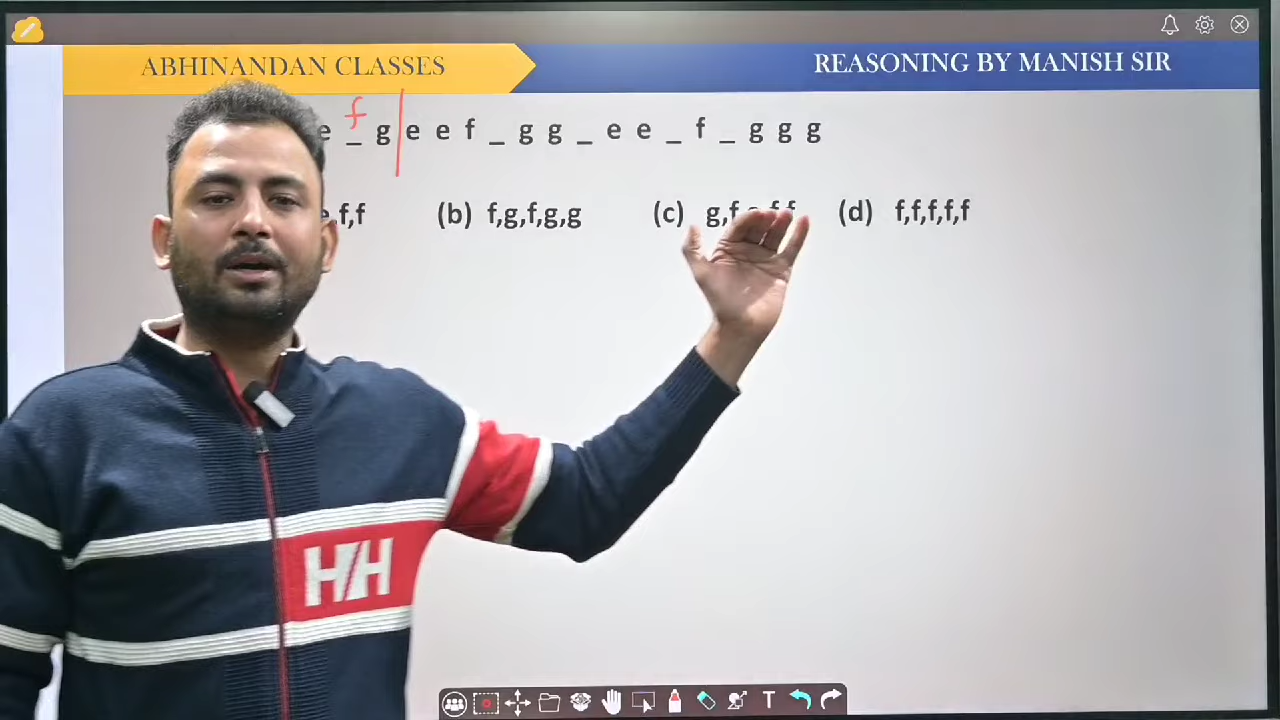 ABHINANDAN CLASSES
REASONING BY MANISH SIR
f
e _ g e e f _ g g _ e e _ f _ g g g
e,f,f (b) f,g,f,g,g (c) g,f (d) f,f,f,f,f
HH
T